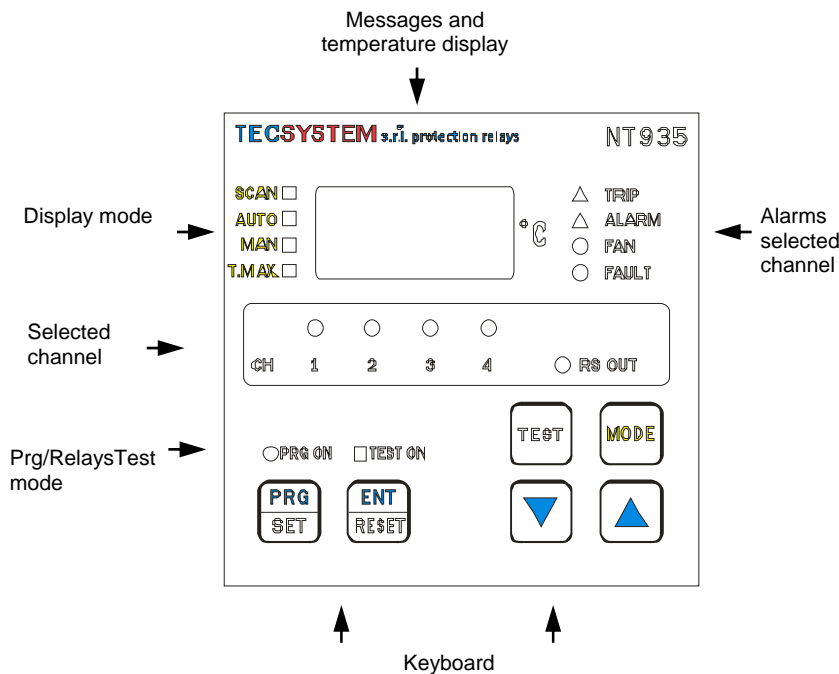 Messages and
temperature display
TECSYSTEM s.r.l. protection relays
NT935
SCAN
AUTO
MAN
T.MAX
°C
TRIP
ALARM
FAN
FAULT
Display mode
Alarms
selected
channel
Selected
channel
CH 1 2 3 4
RS OUT
Prg/RelaysTest
mode
PRG ON
TEST ON
TEST
MODE
PRG
SET
ENT
RESET
Keyboard